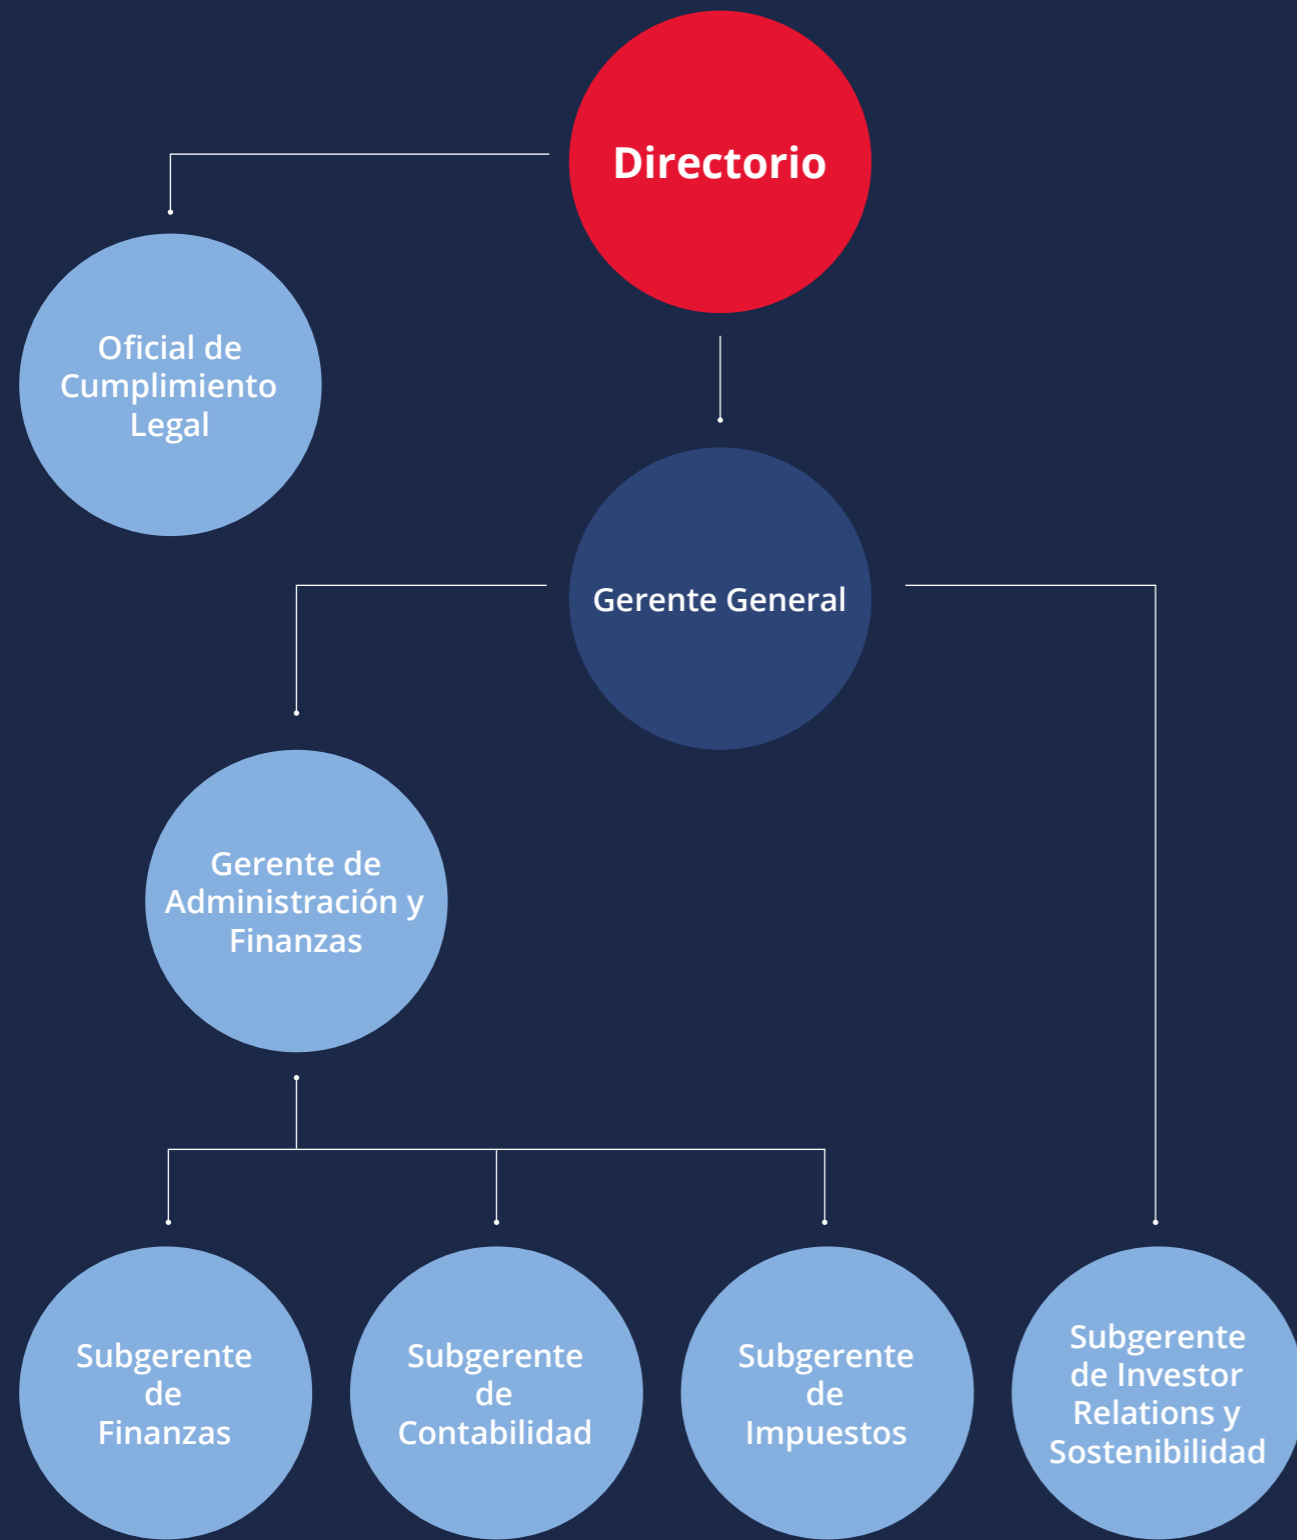 Directorio
Oficial de
Cumplimiento
Legal
Gerente General
Gerente de
Administración y
Finanzas
Subgerente
de
Finanzas
Subgerente
de
Contabilidad
Subgerente
de
Impuestos
Subgerente
de Investor
Relations y
Sostenibilidad